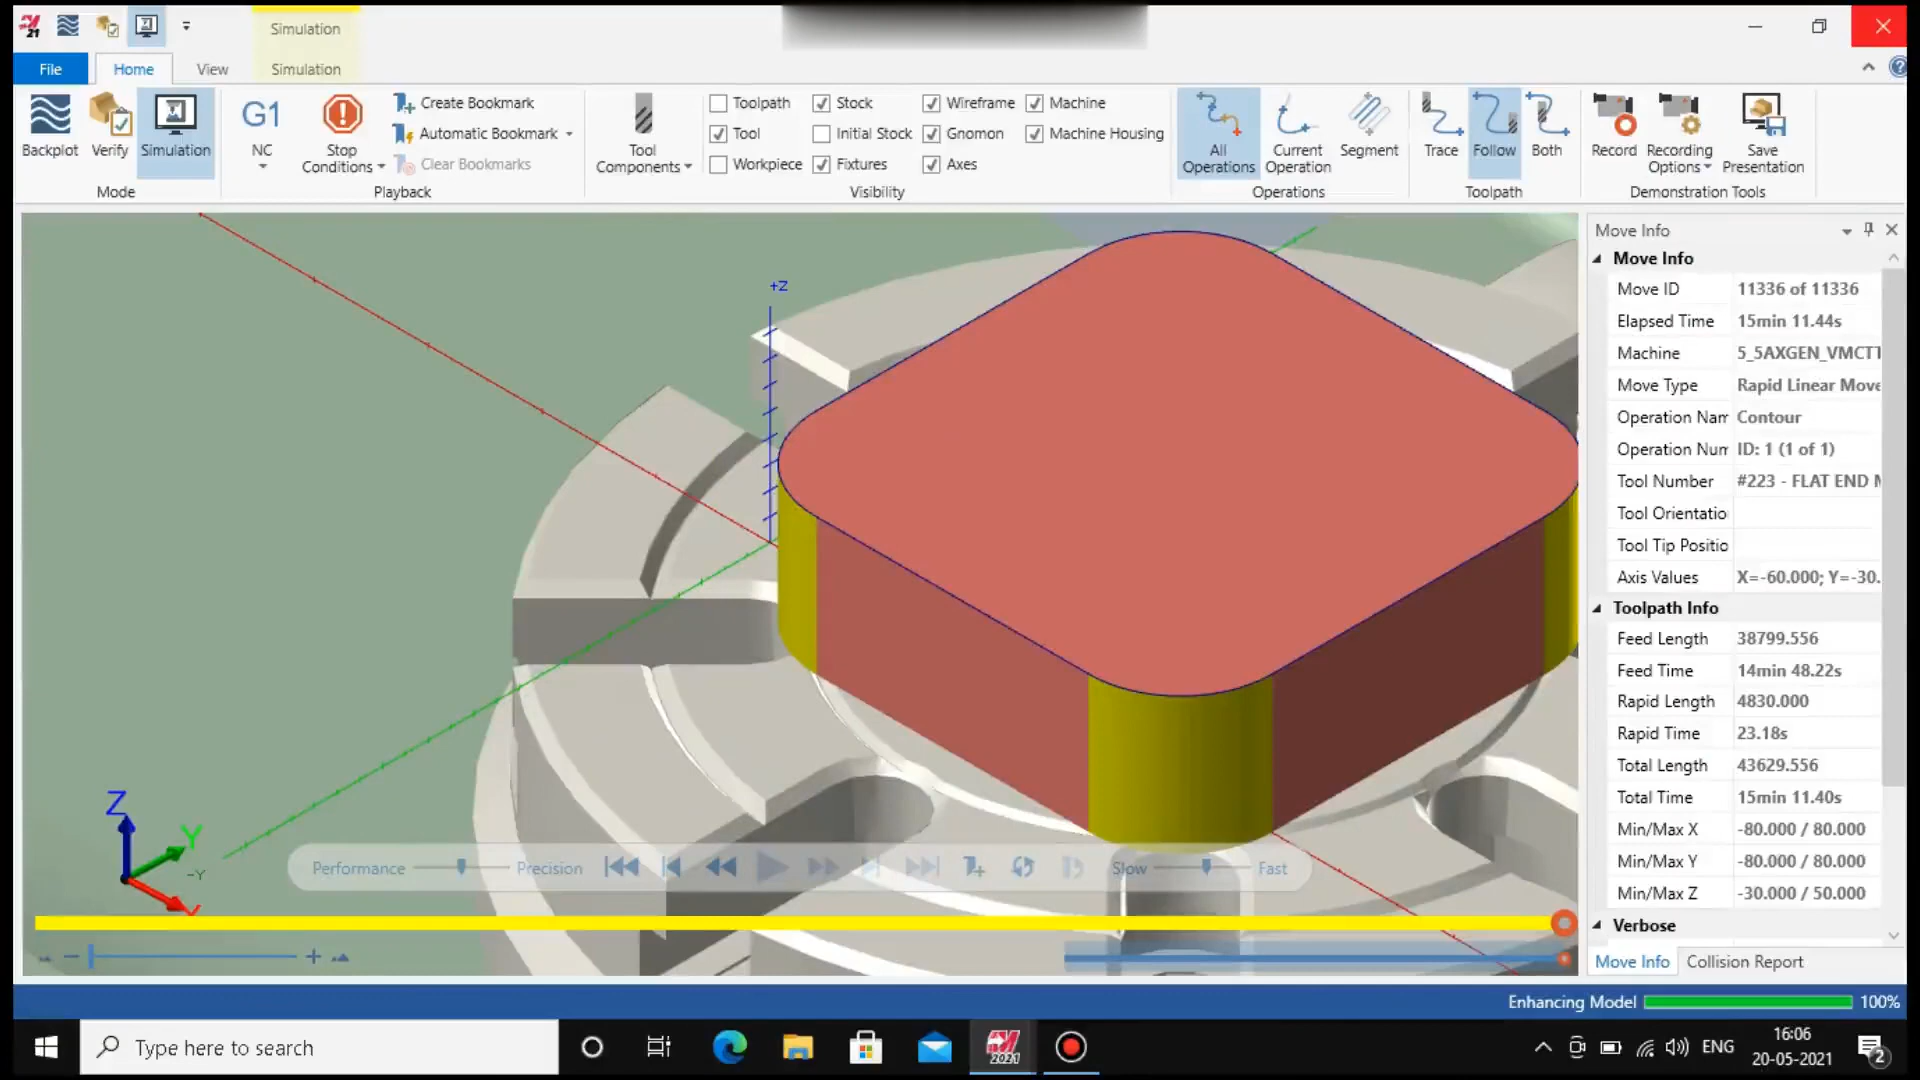 21
Simulation
File
Home
View
Simulation
Backplot
Verify
Simulation
Mode
G1
NC
Stop
Conditions
Create Bookmark
Automatic Bookmark
Clear Bookmarks
Playback
Tool
Components
Toolpath
Stock
Wireframe
Machine
Tool
Initial Stock
Gnomon
Machine Housing
Workpiece
Fixtures
Axes
Visibility
All
Operations
Current
Operation
Segment
Operations
Trace
Follow
Both
Toolpath
Record
Recording
Options
Save
Presentation
Demonstration Tools
+Z
Z
Y
-Y
Performance
Precision
Slow
Fast
Move Info
Move Info
Move ID 11336 of 11336
Elapsed Time 15min 11.44s
Machine 5_5AXGEN_VMCTT
Move Type Rapid Linear Move
Operation Nam Contour
Operation Num ID: 1 (1 of 1)
Tool Number #223 - FLAT END M
Tool Orientatio
Tool Tip Positio
Axis Values X=-60.000; Y=-30.
Toolpath Info
Feed Length 38799.556
Feed Time 14min 48.22s
Rapid Length 4830.000
Rapid Time 23.18s
Total Length 43629.556
Total Time 15min 11.40s
Min/Max X -80.000 / 80.000
Min/Max Y -80.000 / 80.000
Min/Max Z -30.000 / 50.000
Verbose
Move Info
Collision Report
Enhancing Model 100%
Type here to search
2021
ENG
16:06
20-05-2021
2